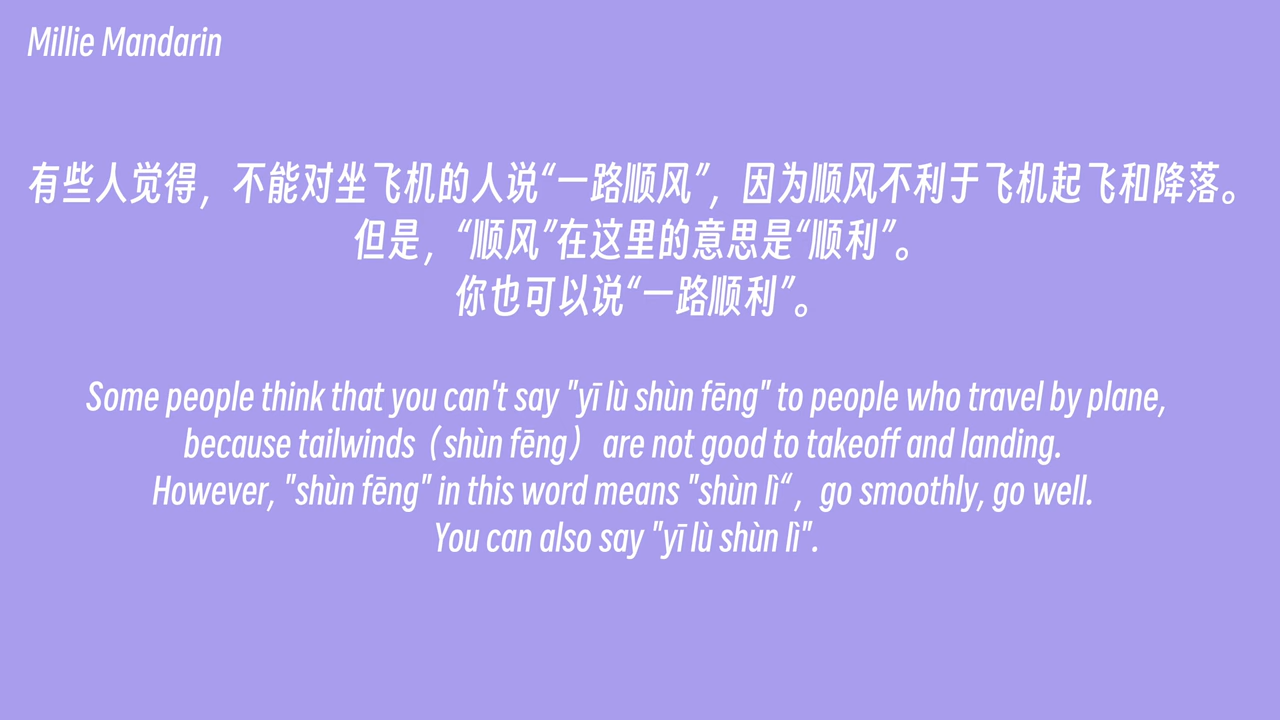 Millie Mandarin
有些人觉得，不能对坐飞机的人说“一路顺风”，因为顺风不利于飞机起飞和降落。
但是，“顺风”在这里的意思是“顺利”。
你也可以说“一路顺利”。
Some people think that you can't say "yī lù shùn fēng" to people who travel by plane,
because tailwinds（shùn fēng） are not good to takeoff and landing.
However, "shùn fēng" in this word means "shùn lì“，go smoothly, go well.
You can also say "yī lù shùn lì".